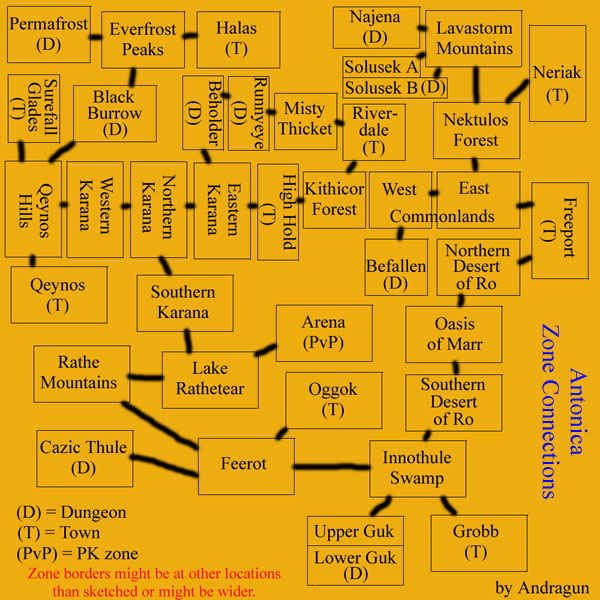 Permafrost
(D)
Everfrost
Peaks
Halas
(T)
Najena
(D)
Lavastorm
Mountains
Solusek A
Solusek B (D)
Neriak
(T)
Surefall
Glades
(T)
Black
Burrow
(D)
Beholder
(D)
Runnyeye
(D)
Misty
Thicket
River-
dale
(T)
Nektulos
Forest
Qeynos
Hills
Western
Karana
Northern
Karana
Eastern
Karana
High Hold
(T)
Kithicor
Forest
West
East
Commonlands
Freeport
(T)
Qeynos
(T)
Befallen
(D)
Northern
Desert
of Ro
Southern
Karana
Arena
(PvP)
Oasis
of Marr
Rathe
Mountains
Lake
Rathetear
Oggok
(T)
Southern
Desert
of Ro
Antonica
Zone Connections
Cazic Thule
(D)
Feerot
Innothule
Swamp
Upper Guk
Lower Guk
(D)
Grobb
(T)
(D) = Dungeon
(T) = Town
(PvP) = PK zone
Zone borders might be at other locations
than sketched or might be wider.
by Andragun